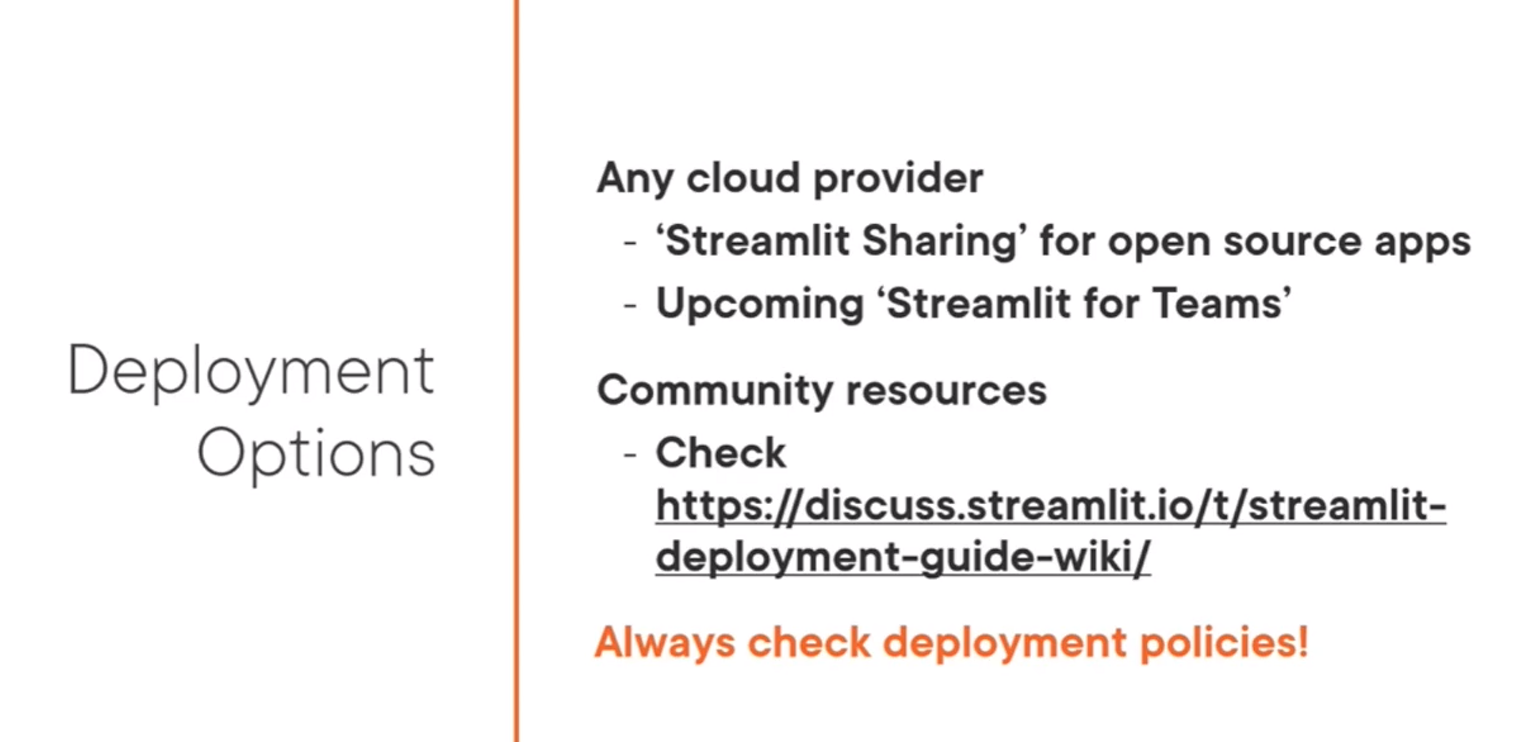 Deployment
Options
Any cloud provider
- ‘Streamlit Sharing’ for open source apps
- Upcoming ‘Streamlit for Teams’
Community resources
- Check
https://discuss.streamlit.io/t/streamlit-
deployment-guide-wiki/
Always check deployment policies!